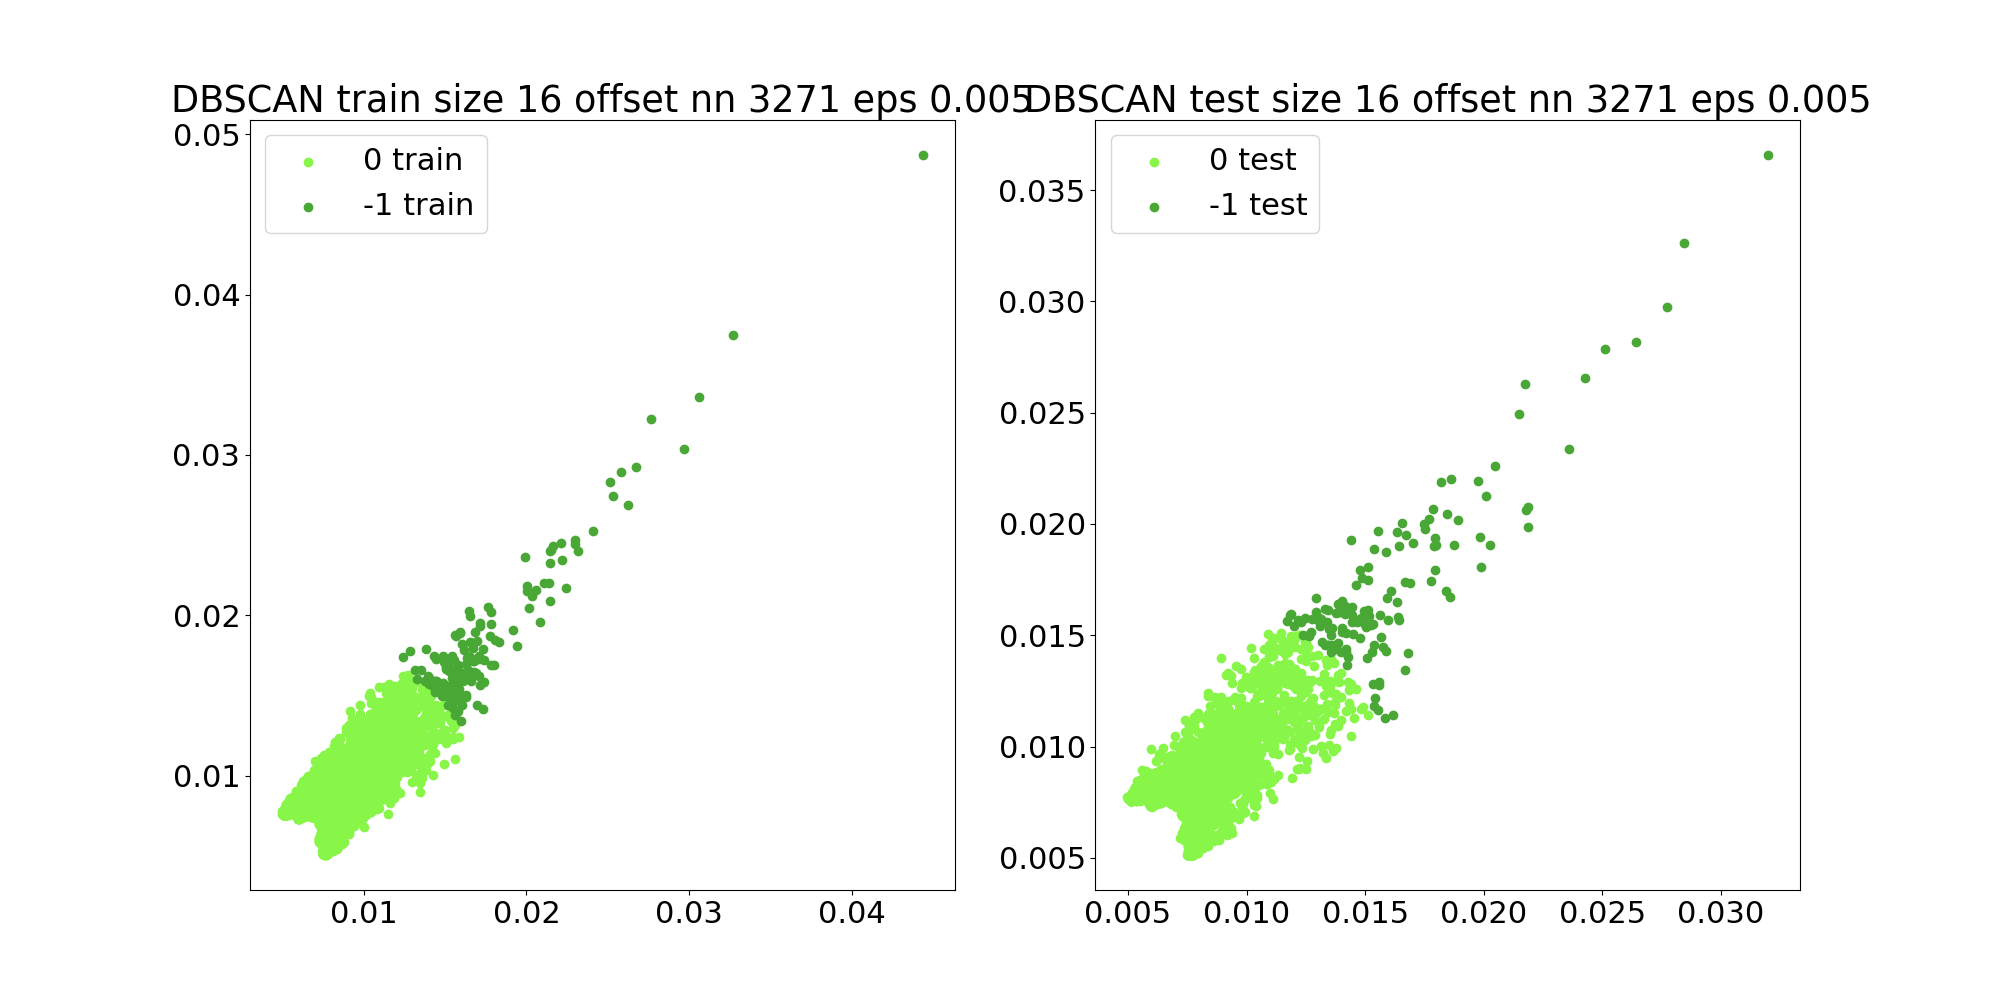 DBSCAN train size 16 offset nn 3271 eps 0.005
0 train
-1 train
0.05
0.04
0.03
0.02
0.01
0.01 0.02 0.03 0.04
DBSCAN test size 16 offset nn 3271 eps 0.005
0 test
-1 test
0.035
0.030
0.025
0.020
0.015
0.010
0.005
0.005 0.010 0.015 0.020 0.025 0.030